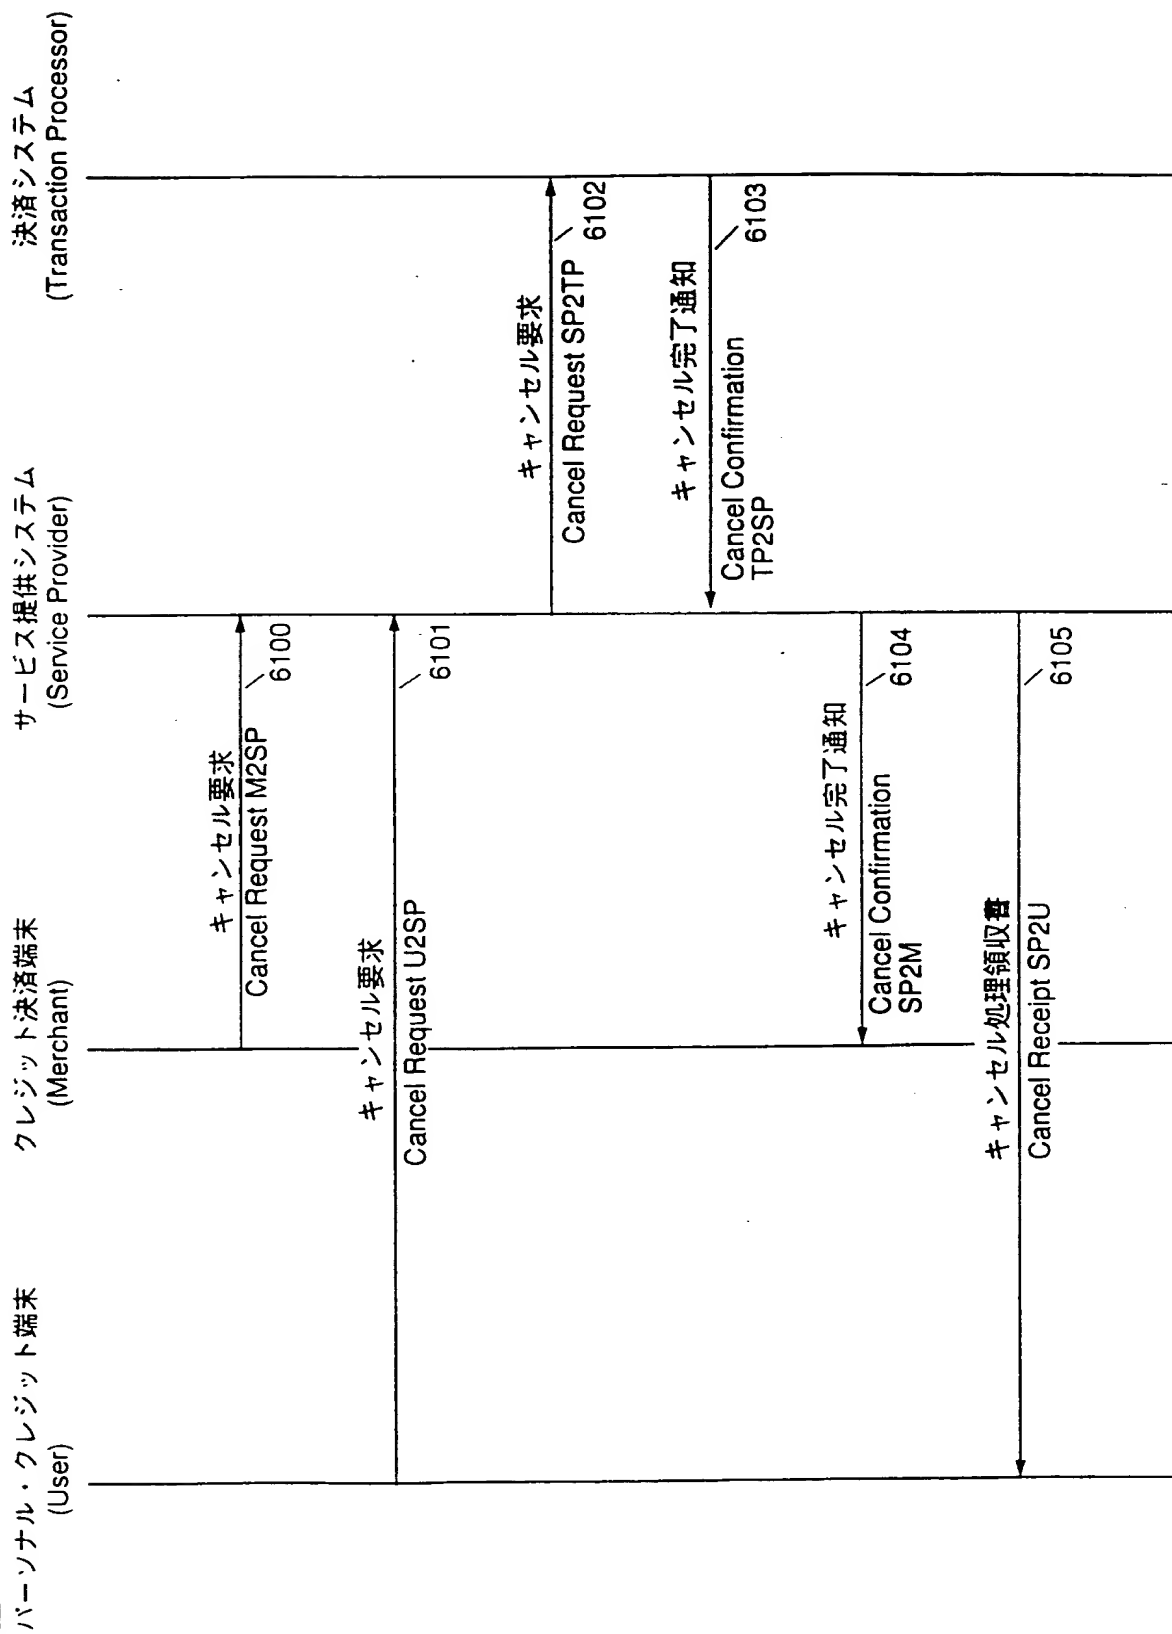 パーソナル・クレジット端末
(User)
クレジット決済端末
(Merchant)
サービス提供システム
(Service Provider)
決済システム
(Transaction Processor)
キャンセル要求
Cancel Request M2SP
6100
キャンセル要求
Cancel Request U2SP
6101
キャンセル要求
Cancel Request SP2TP
6102
キャンセル完了通知
Cancel Confirmation
TP2SP
6103
キャンセル完了通知
Cancel Confirmation
SP2M
6104
キャンセル処理領収書
Cancel Receipt SP2U
6105